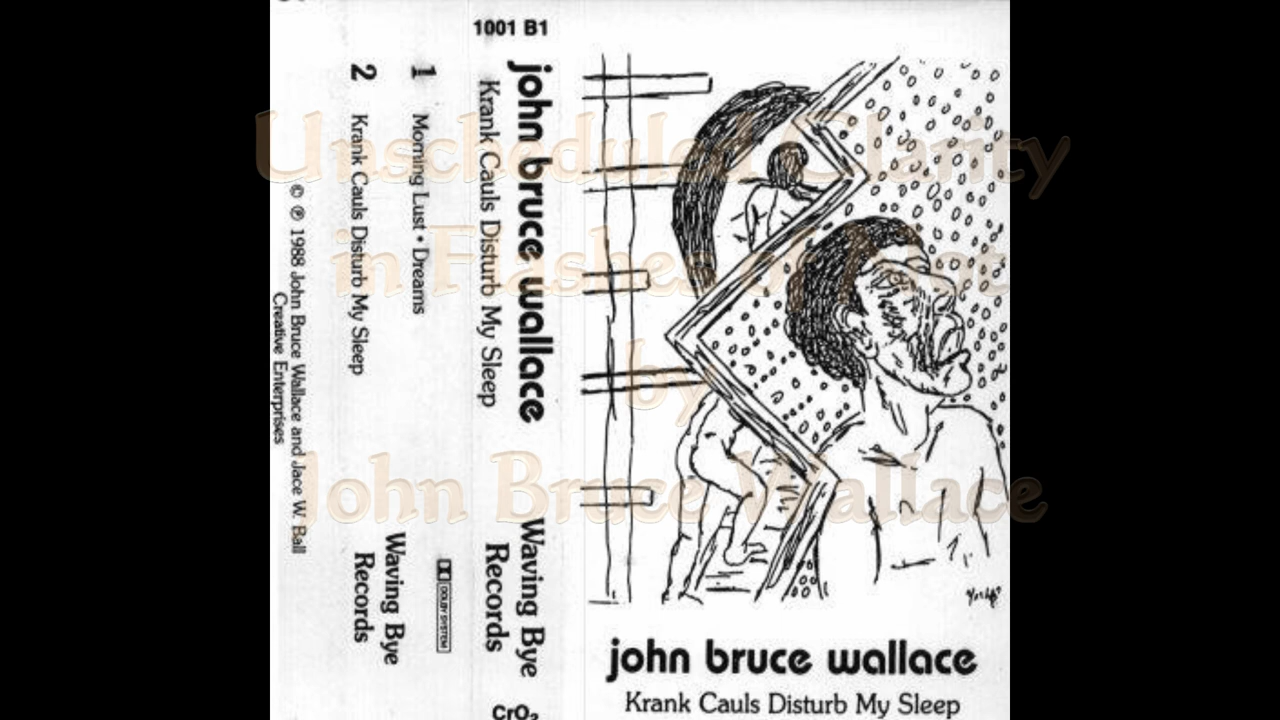 1001 B1
john bruce wallace
Krank Cauls Disturb My Sleep
Waving Bye
Records
1 Morning Lust • Dreams
2 Krank Cauls Disturb My Sleep
DOLBY SYSTEM
Waving Bye
Records
© ℗ 1988 John Bruce Wallace and Jace W. Ball
Creative Enterprises
CrO₂
Unscheduled Clarity
in Flashes of
by
John Bruce Wallace
john bruce wallace
Krank Cauls Disturb My Sleep